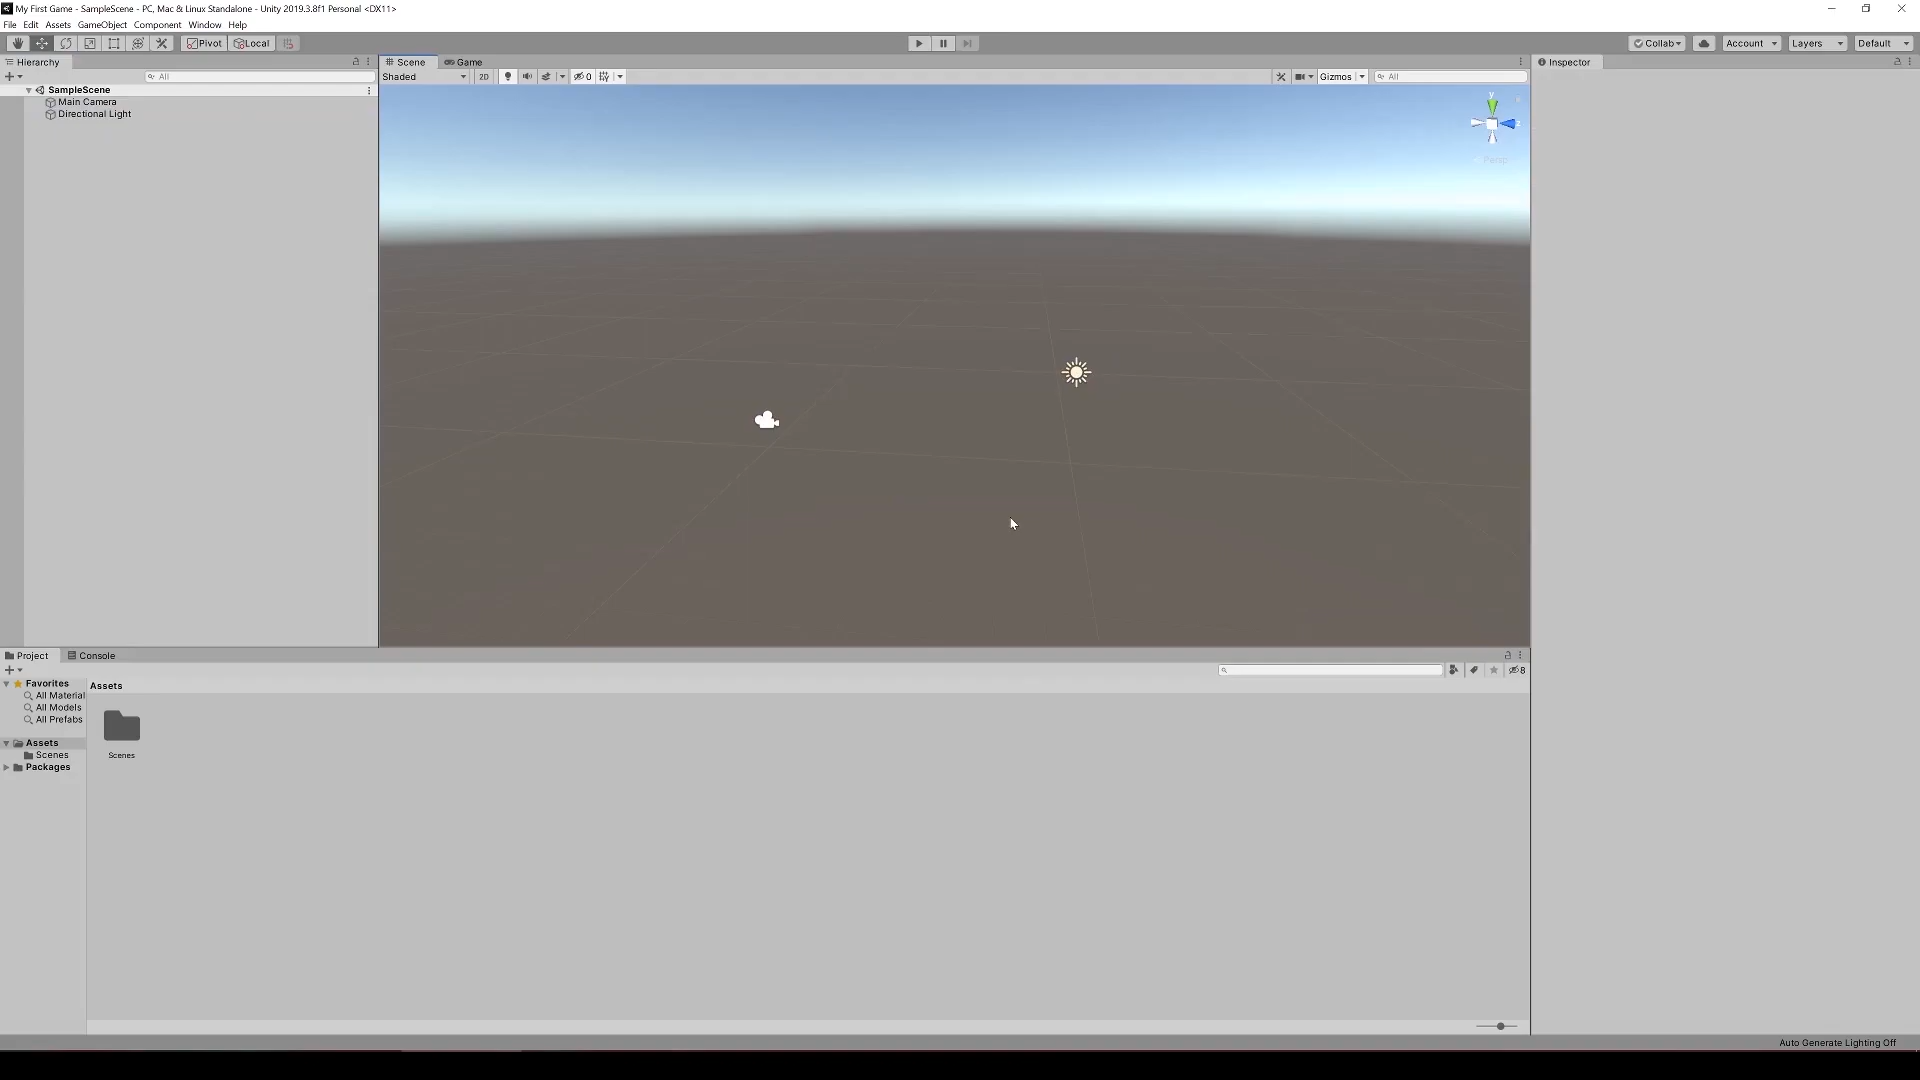 My First Game - SampleScene - PC, Mac & Linux Standalone - Unity 2019.3.8f1 Personal <DX11>
File Edit Assets GameObject Component Window Help
Pivot Local Collab Account Layers Default
Hierarchy
All
SampleScene
Main Camera
Directional Light
Scene Game
Shaded 2D 0 Gizmos All
y
z
Persp
Inspector
Project Console
8
Favorites
All Material
All Models
All Prefabs
Assets
Scenes
Packages
Assets
Scenes
Auto Generate Lighting Off